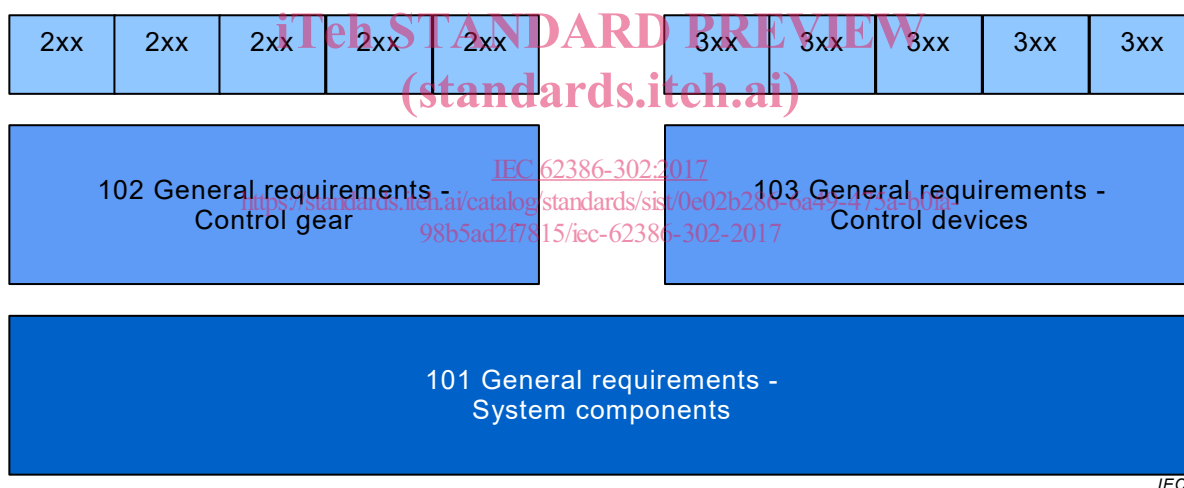 2xx 2xx 2xx 2xx 2xx 3xx 3xx 3xx 3xx 3xx
iTeh STANDARD PREVIEW
(standards.iteh.ai)
IEC 62386-302:2017
102 General requirements -
Control gear
103 General requirements -
Control devices
https://standards.iteh.ai/catalog/standards/sist/0e02b286-6a49-475a-b0fa-
98b5ad2f7815/iec-62386-302-2017
101 General requirements -
System components
IEC